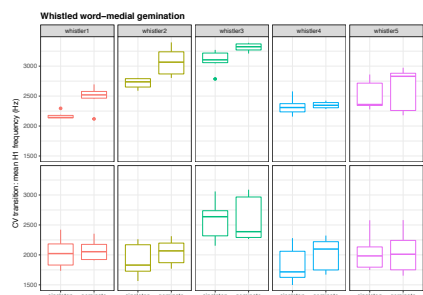 Whistled word−medial gemination
whistler1 whistler2 whistler3 whistler4 whistler5
CV transition: mean H1 frequency (Hz)
3000
2500
2000
1500
3000
2500
2000
1500